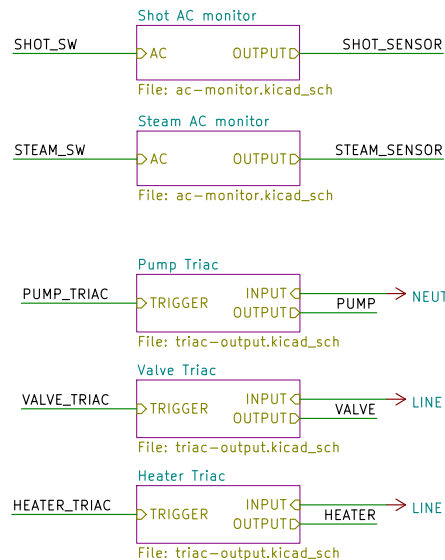 Shot AC monitor
SHOT_SW AC OUTPUT SHOT_SENSOR
File: ac-monitor.kicad_sch
Steam AC monitor
STEAM_SW AC OUTPUT STEAM_SENSOR
File: ac-monitor.kicad_sch
Pump Triac
PUMP_TRIAC TRIGGER INPUT NEUT
OUTPUT PUMP
File: triac-output.kicad_sch
Valve Triac
VALVE_TRIAC TRIGGER INPUT LINE
OUTPUT VALVE
File: triac-output.kicad_sch
Heater Triac
HEATER_TRIAC TRIGGER INPUT LINE
OUTPUT HEATER
File: triac-output.kicad_sch